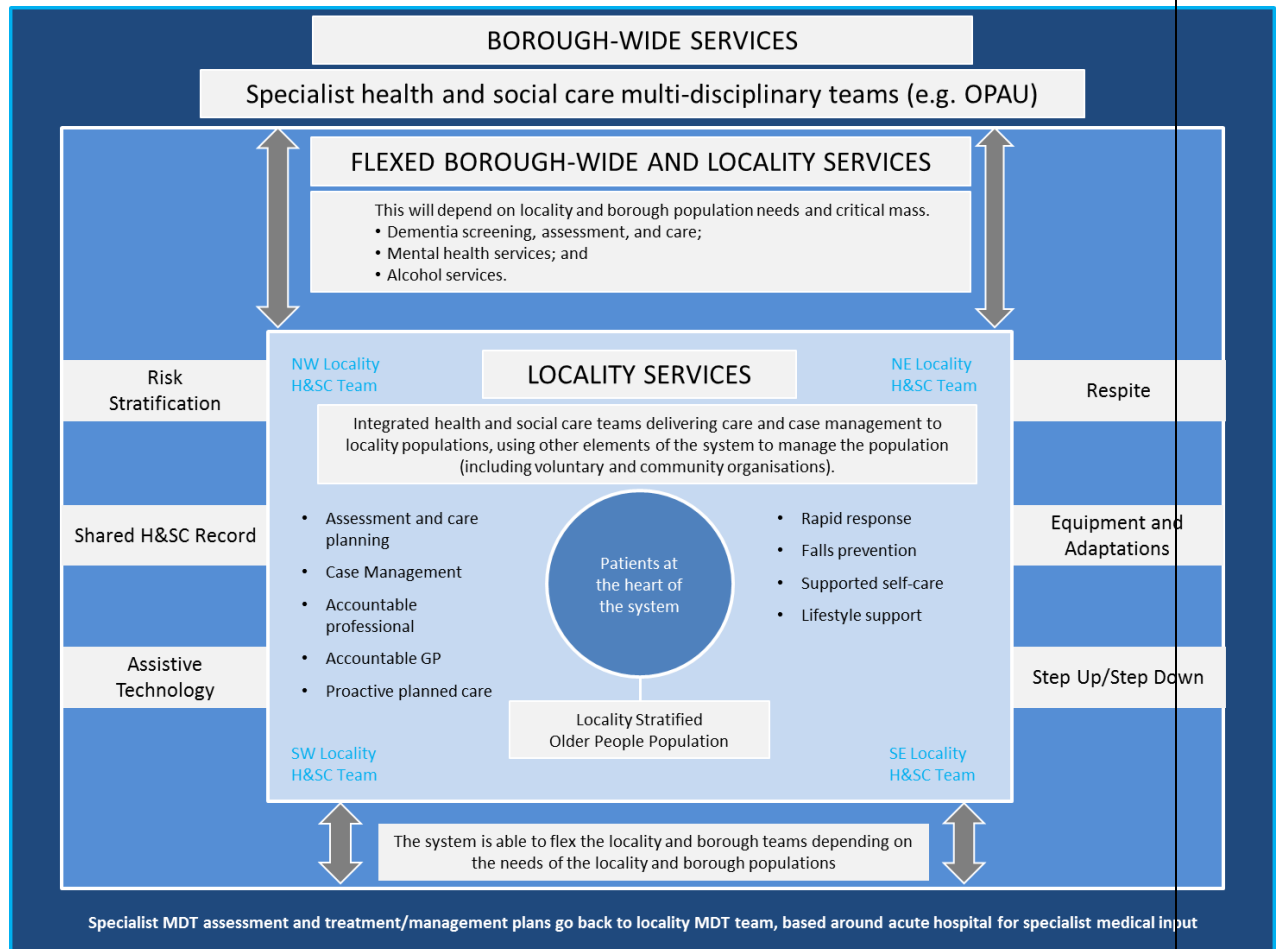 BOROUGH-WIDE SERVICES
Specialist health and social care multi-disciplinary teams (e.g. OPAU)
FLEXED BOROUGH-WIDE AND LOCALITY SERVICES
This will depend on locality and borough population needs and critical mass.
• Dementia screening, assessment, and care;
• Mental health services; and
• Alcohol services.
Risk
Stratification
Shared H&SC Record
Assistive
Technology
NW Locality
H&SC Team
LOCALITY SERVICES
NE Locality
H&SC Team
Integrated health and social care teams delivering care and case management to
locality populations, using other elements of the system to manage the population
(including voluntary and community organisations).
• Assessment and care
planning
• Case Management
• Accountable
professional
• Accountable GP
• Proactive planned care
Patients at
the heart of
the system
• Rapid response
• Falls prevention
• Supported self-care
• Lifestyle support
Locality Stratified
Older People Population
SW Locality
H&SC Team
SE Locality
H&SC Team
Respite
Equipment and
Adaptations
Step Up/Step Down
The system is able to flex the locality and borough teams depending on
the needs of the locality and borough populations
Specialist MDT assessment and treatment/management plans go back to locality MDT team, based around acute hospital for specialist medical input